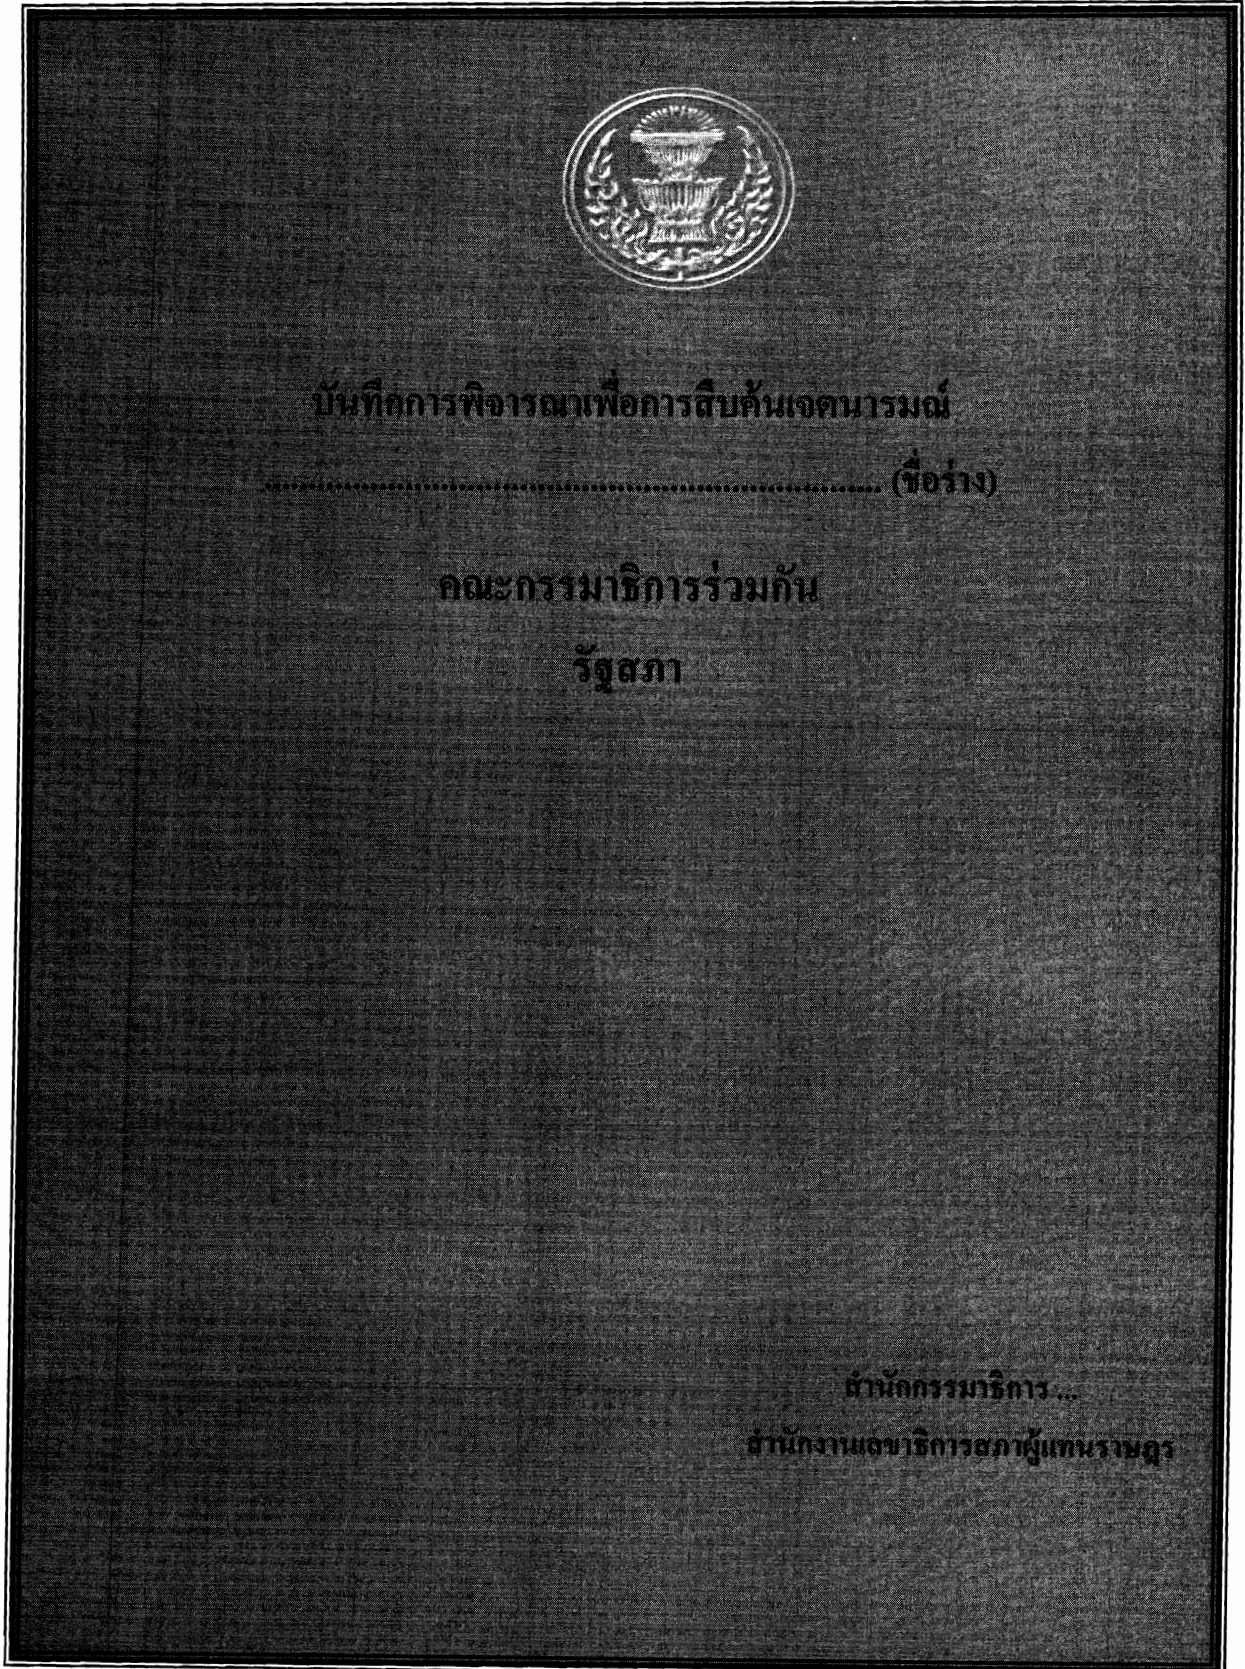 บันทึกการพิจารณาเพื่อการสืบค้นเจตนารมณ์
........................................................................ (ชื่อร่าง)
คณะกรรมาธิการร่วมกัน
รัฐสภา
สำนักกรรมาธิการ ...
สำนักงานเลขาธิการสภาผู้แทนราษฎร